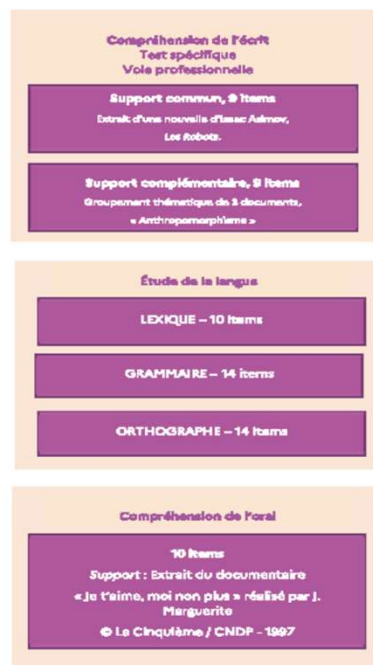 Compréhension de l'écrit
Test spécifique
Voie professionnelle
Support commun, 9 items
Extrait d'une nouvelle d'Isaac Asimov,
Les Robots.
Support complémentaire, 9 items
Groupement thématique de 3 documents,
« Anthropomorphisme »
Étude de la langue
LEXIQUE – 10 items
GRAMMAIRE – 14 items
ORTHOGRAPHE – 14 items
Compréhension de l'oral
10 items
Support : Extrait du documentaire
« Je t'aime, moi non plus » réalisé par J.
Marguerite
© La Cinquième / CNDP - 1997